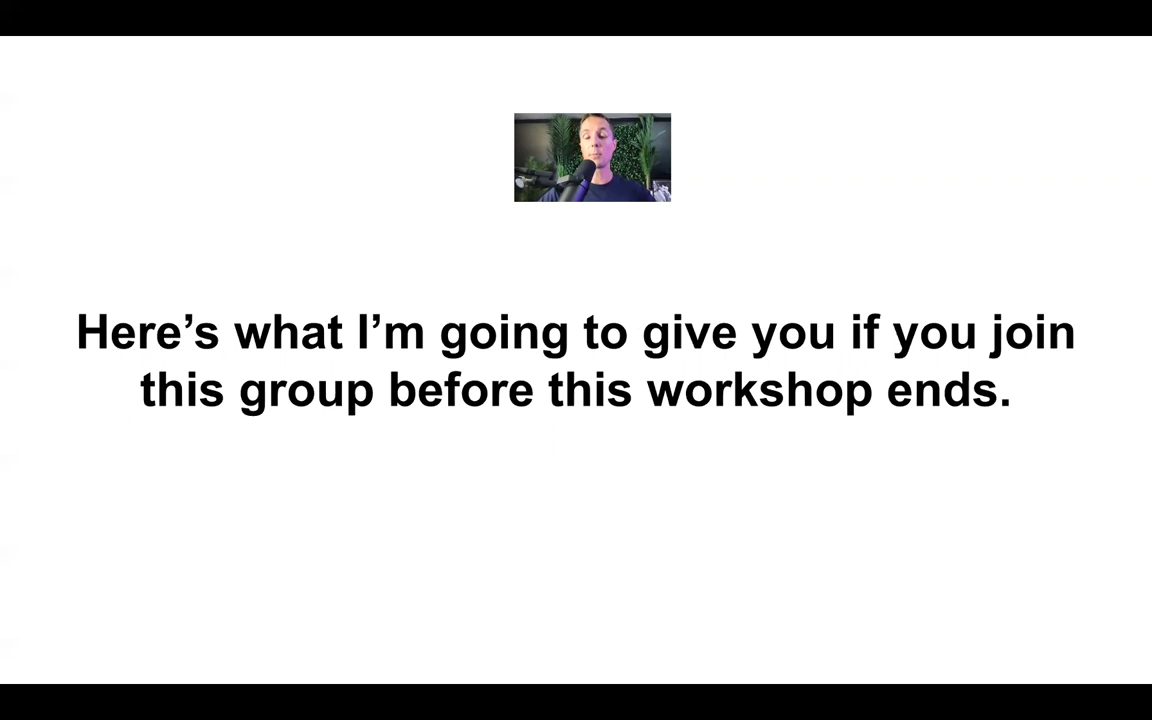 Here’s what I’m going to give you if you join
this group before this workshop ends.